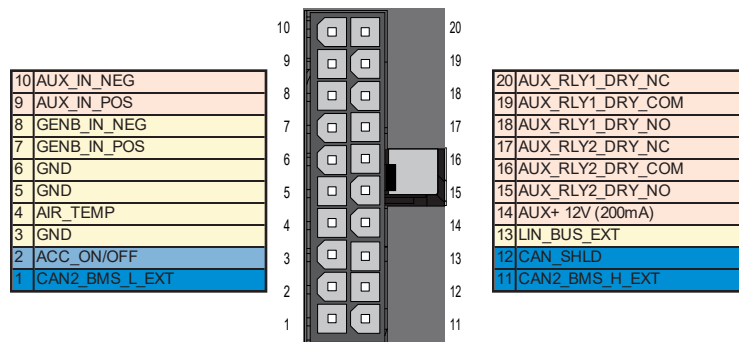 10 AUX_IN_NEG
9 AUX_IN_POS
8 GENB_IN_NEG
7 GENB_IN_POS
6 GND
5 GND
4 AIR_TEMP
3 GND
2 ACC_ON/OFF
1 CAN2_BMS_L_EXT
10 20
9 19
8 18
7 17
6 16
5 15
4 14
3 13
2 12
1 11
20 AUX_RLY1_DRY_NC
19 AUX_RLY1_DRY_COM
18 AUX_RLY1_DRY_NO
17 AUX_RLY2_DRY_NC
16 AUX_RLY2_DRY_COM
15 AUX_RLY2_DRY_NO
14 AUX+ 12V (200mA)
13 LIN_BUS_EXT
12 CAN_SHLD
11 CAN2_BMS_H_EXT